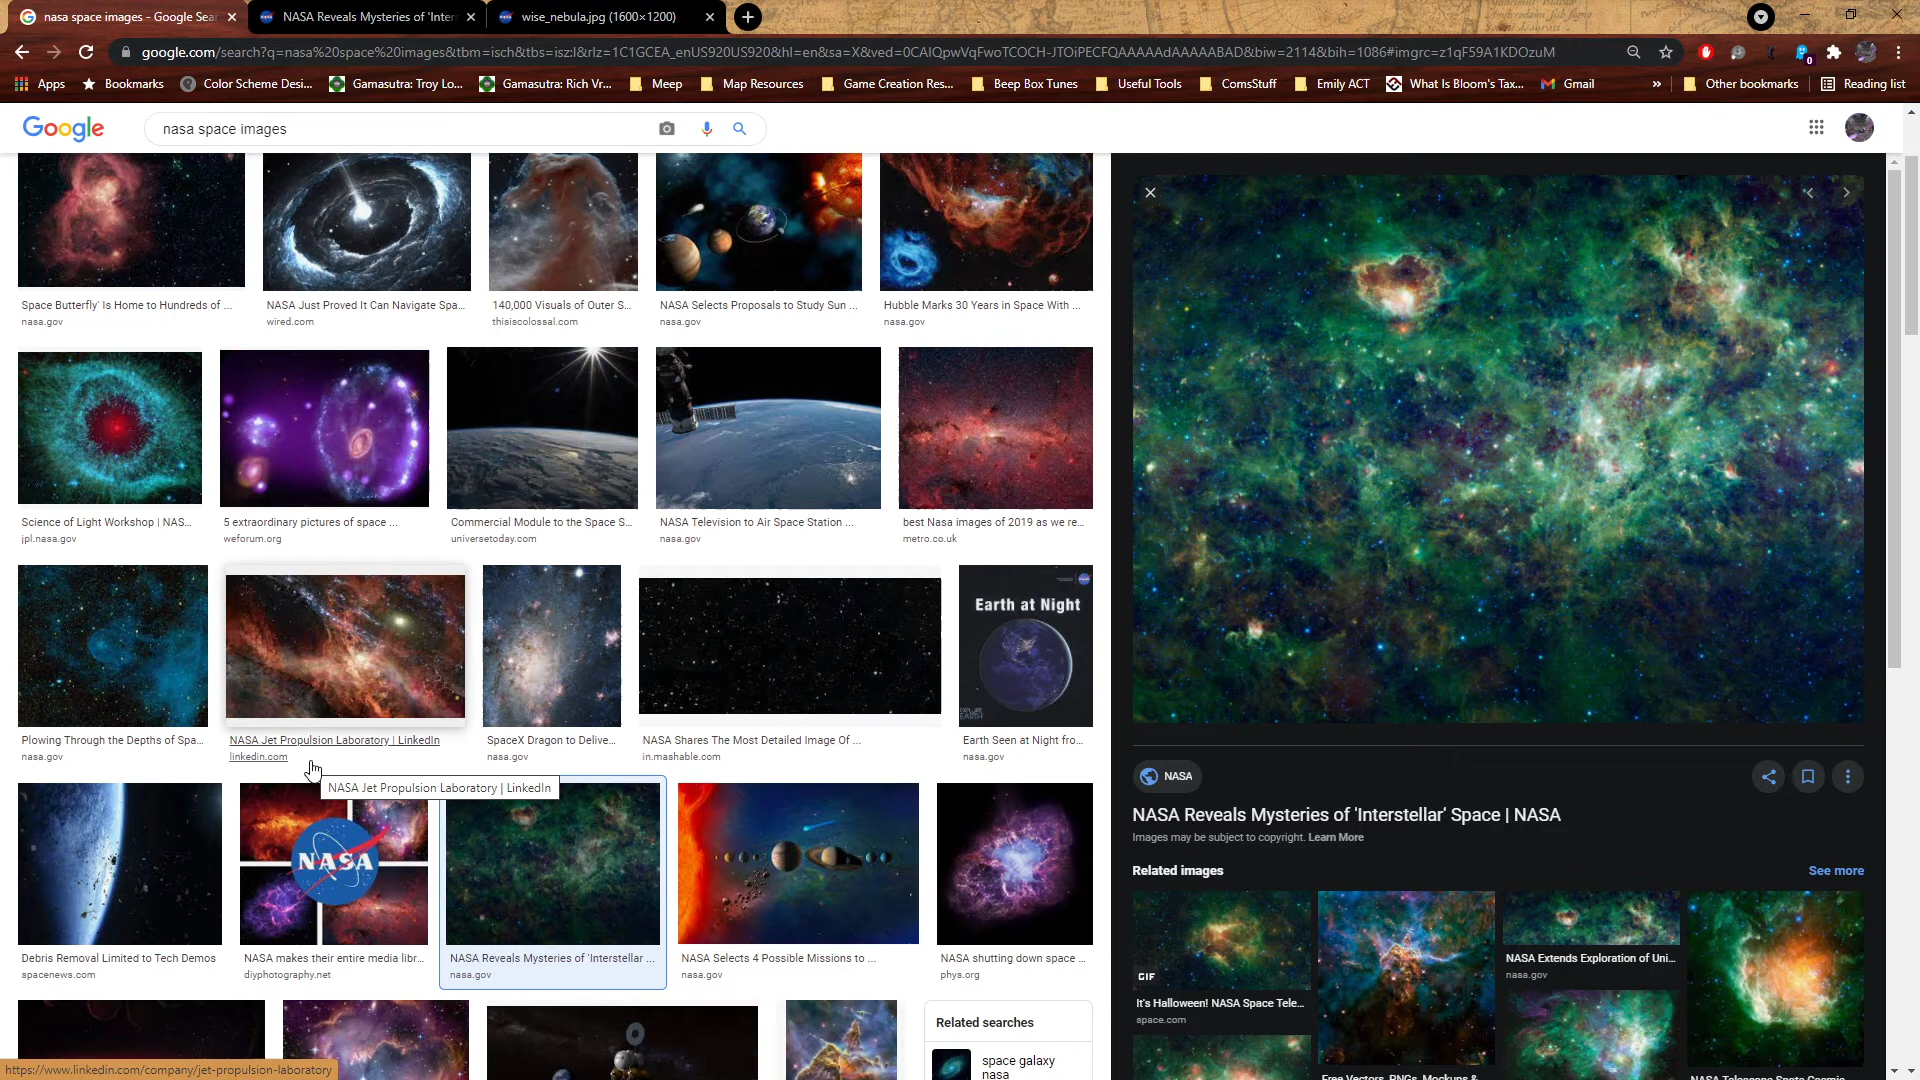 nasa space images - Google Sear
NASA Reveals Mysteries of 'Inter
wise_nebula.jpg (1600×1200)
google.com/search?q=nasa%20space%20images&tbm=isch&tbs=isz:l&rlz=1C1GCEA_enUS920US920&hl=en&sa=X&ved=0CAIQpwVqFwoTCOCH-JTOiPECFQAAAAAdAAAAABAD&biw=2114&bih=1086#imgrc=z1qF59A1KDOzuM
0
Apps
Bookmarks
Color Scheme Desi...
Gamasutra: Troy Lo...
Gamasutra: Rich Vr...
Meep
Map Resources
Game Creation Res...
Beep Box Tunes
Useful Tools
ComsStuff
Emily ACT
What Is Bloom's Tax...
Gmail
»
Other bookmarks
Reading list
Google
nasa space images
Space Butterfly' Is Home to Hundreds of ...
nasa.gov
NASA Just Proved It Can Navigate Spa...
wired.com
140,000 Visuals of Outer S...
thisiscolossal.com
NASA Selects Proposals to Study Sun ...
nasa.gov
Hubble Marks 30 Years in Space With ...
nasa.gov
Science of Light Workshop | NAS...
jpl.nasa.gov
5 extraordinary pictures of space ...
weforum.org
Commercial Module to the Space S...
universetoday.com
NASA Television to Air Space Station ...
nasa.gov
best Nasa images of 2019 as we re...
metro.co.uk
Earth at Night
Plowing Through the Depths of Spa...
nasa.gov
NASA Jet Propulsion Laboratory | LinkedIn
linkedin.com
SpaceX Dragon to Delive...
nasa.gov
NASA Shares The Most Detailed Image Of ...
in.mashable.com
Earth Seen at Night fro...
nasa.gov
NASA Jet Propulsion Laboratory | LinkedIn
NASA
Debris Removal Limited to Tech Demos
spacenews.com
NASA makes their entire media libr...
diyphotography.net
NASA Reveals Mysteries of 'Interstellar ...
nasa.gov
NASA Selects 4 Possible Missions to ...
nasa.gov
NASA shutting down space ...
phys.org
Related searches
space galaxy
nasa
NASA
NASA Reveals Mysteries of 'Interstellar' Space | NASA
Images may be subject to copyright. Learn More
Related images
See more
GIF
It's Halloween! NASA Space Tele...
space.com
NASA Extends Exploration of Uni...
nasa.gov
Free Vectors, PNGs, Mockups &
NASA Telescope Spots Cosmic
https://www.linkedin.com/company/jet-propulsion-laboratory